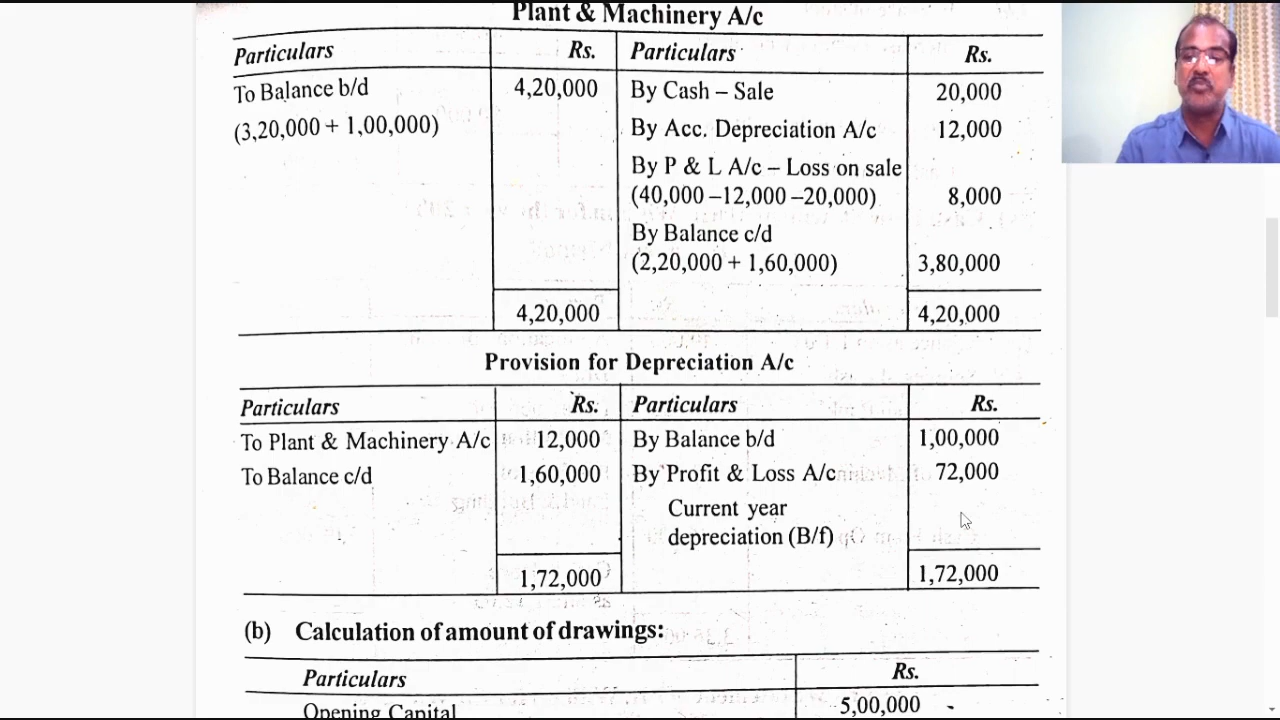 Plant & Machinery A/c
Particulars Rs. Particulars Rs.
To Balance b/d 4,20,000 By Cash – Sale 20,000
(3,20,000 + 1,00,000) By Acc. Depreciation A/c 12,000
By P & L A/c – Loss on sale
(40,000 –12,000 –20,000) 8,000
By Balance c/d
(2,20,000 + 1,60,000) 3,80,000
4,20,000 4,20,000
Provision for Depreciation A/c
Particulars Rs. Particulars Rs.
To Plant & Machinery A/c 12,000 By Balance b/d 1,00,000
To Balance c/d 1,60,000 By Profit & Loss A/c 72,000
Current year
depreciation (B/f)
1,72,000 1,72,000
(b) Calculation of amount of drawings:
Particulars Rs.
Opening Capital 5,00,000